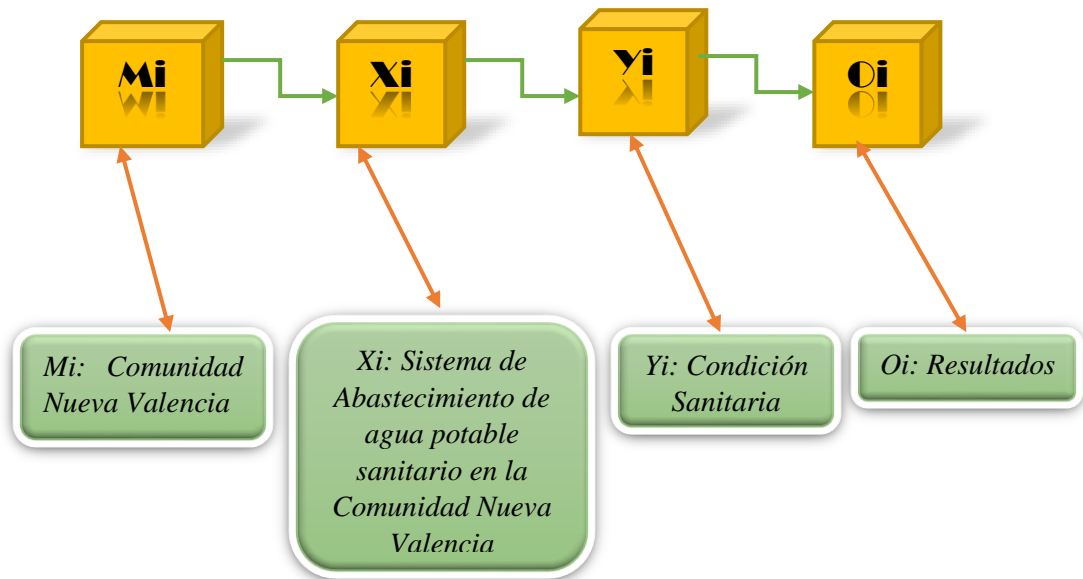 Mi
Xi
Yi
Oi
Mi: Comunidad
Nueva Valencia
Xi: Sistema de
Abastecimiento de
agua potable
sanitario en la
Comunidad Nueva
Valencia
Yi: Condición
Sanitaria
Oi: Resultados